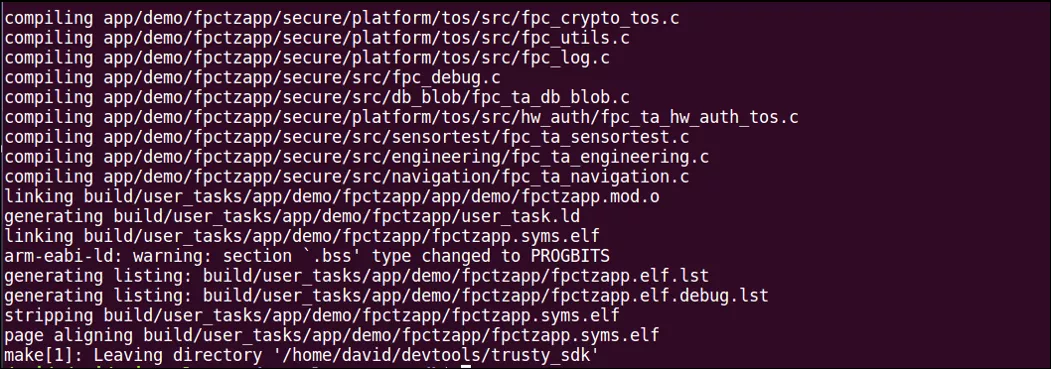 compiling app/demo/fpctzapp/secure/platform/tos/src/fpc_crypto_tos.c
compiling app/demo/fpctzapp/secure/platform/tos/src/fpc_utils.c
compiling app/demo/fpctzapp/secure/platform/tos/src/fpc_log.c
compiling app/demo/fpctzapp/secure/src/fpc_debug.c
compiling app/demo/fpctzapp/secure/src/db_blob/fpc_ta_db_blob.c
compiling app/demo/fpctzapp/secure/platform/tos/src/hw_auth/fpc_ta_hw_auth_tos.c
compiling app/demo/fpctzapp/secure/src/sensortest/fpc_ta_sensortest.c
compiling app/demo/fpctzapp/secure/src/engineering/fpc_ta_engineering.c
compiling app/demo/fpctzapp/secure/src/navigation/fpc_ta_navigation.c
linking build/user_tasks/app/demo/fpctzapp/app/demo/fpctzapp.mod.o
generating build/user_tasks/app/demo/fpctzapp/user_task.ld
linking build/user_tasks/app/demo/fpctzapp/fpctzapp.syms.elf
arm-eabi-ld: warning: section `.bss' type changed to PROGBITS
generating listing: build/user_tasks/app/demo/fpctzapp/fpctzapp.elf.lst
generating listing: build/user_tasks/app/demo/fpctzapp/fpctzapp.elf.debug.lst
stripping build/user_tasks/app/demo/fpctzapp/fpctzapp.syms.elf
page aligning build/user_tasks/app/demo/fpctzapp/fpctzapp.syms.elf
make[1]: Leaving directory '/home/david/devtools/trusty_sdk'